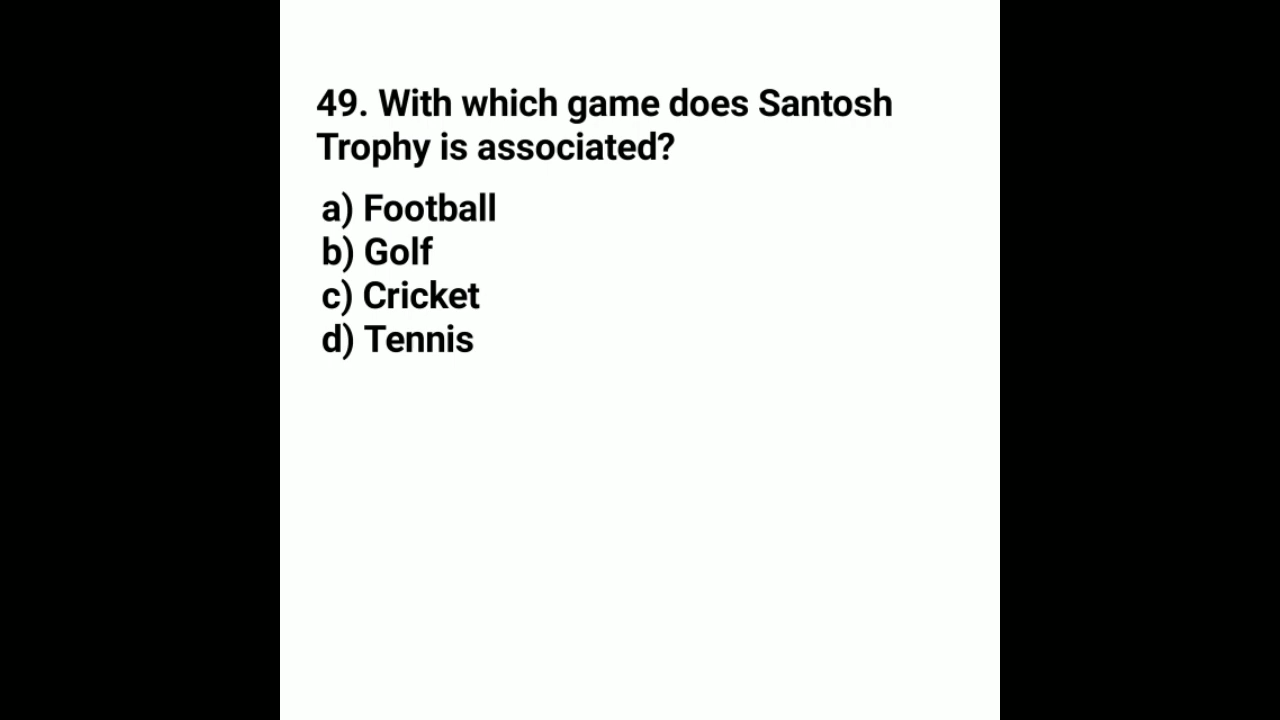 49. With which game does Santosh
Trophy is associated?
a) Football
b) Golf
c) Cricket
d) Tennis